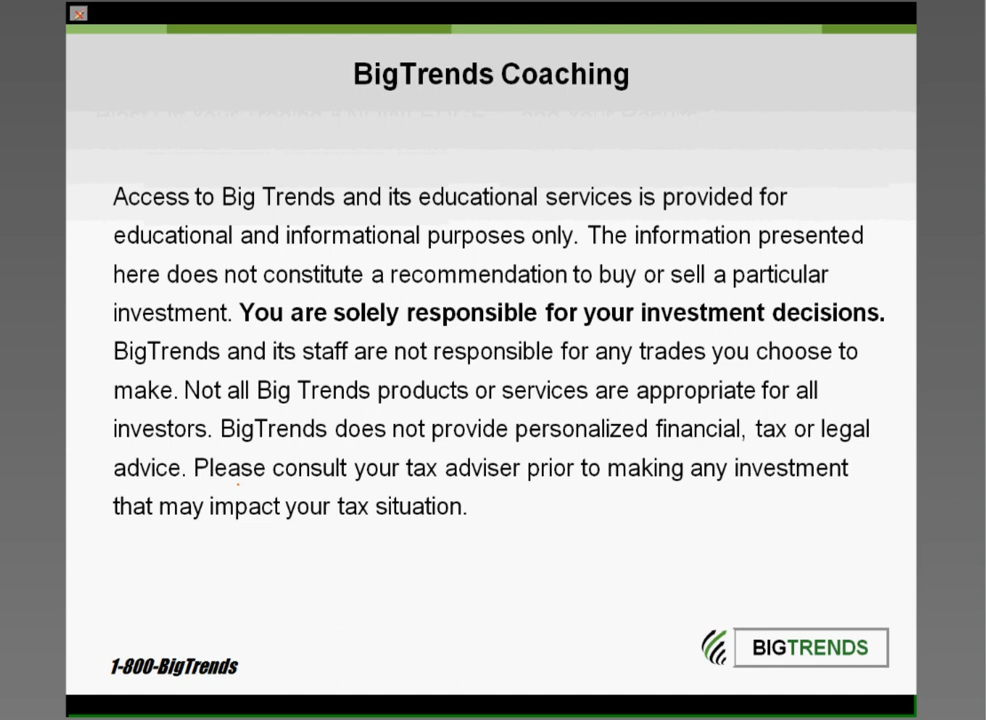 BigTrends Coaching
Access to Big Trends and its educational services is provided for
educational and informational purposes only. The information presented
here does not constitute a recommendation to buy or sell a particular
investment. You are solely responsible for your investment decisions.
BigTrends and its staff are not responsible for any trades you choose to
make. Not all Big Trends products or services are appropriate for all
investors. BigTrends does not provide personalized financial, tax or legal
advice. Please consult your tax adviser prior to making any investment
that may impact your tax situation.
1-800-BigTrends
BIGTRENDS